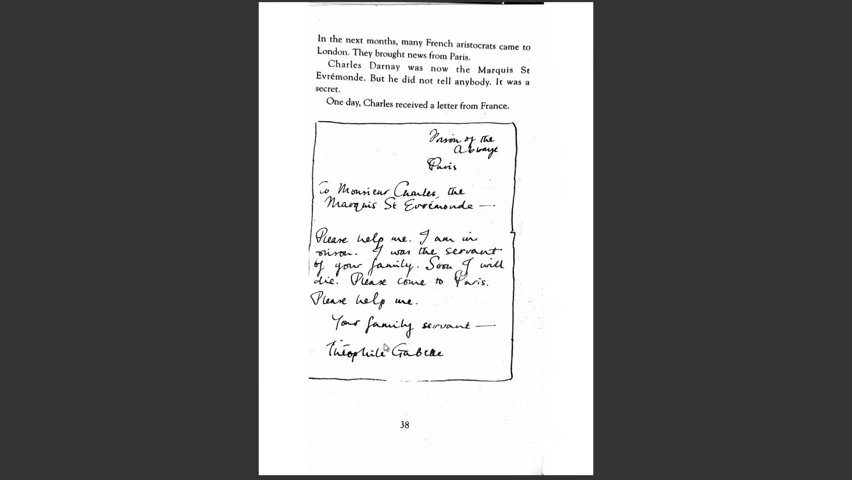 In the next months, many French aristocrats came to
London. They brought news from Paris.
Charles Darnay was now the Marquis St
Evrémonde. But he did not tell anybody. It was a
secret.
One day, Charles received a letter from France.
Prison of the
Abbaye
Paris
To Monsieur Charles, the
Marquis St Evrémonde —
Please help me. I am in
prison. I was the servant
of your family. Soon I will
die. Please come to Paris.
Please help me.
Your family servant —
Théophile Gabelle
38